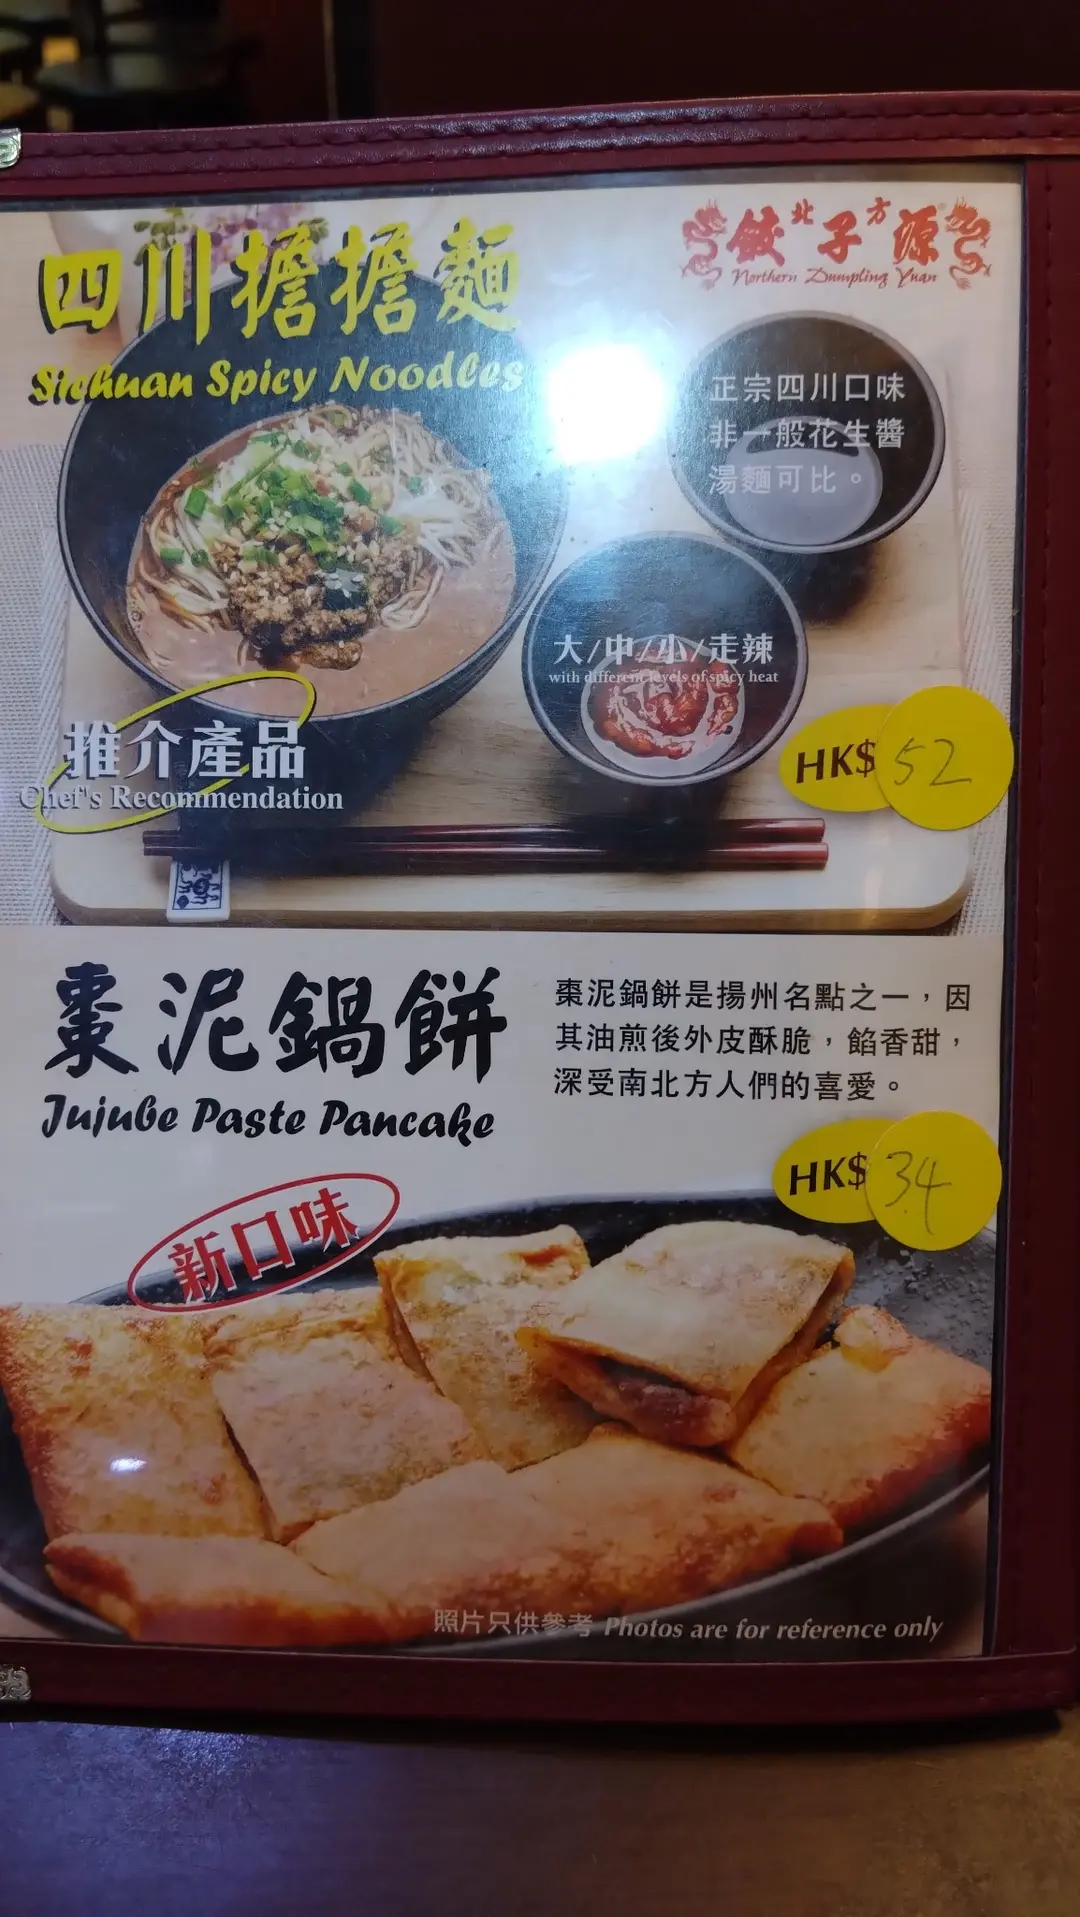 四川擔擔麵
Sichuan Spicy Noodles
北方
餃子源
Northern Dumpling Yuan
正宗四川口味
非一般花生醬
湯麵可比。
大/中/小/走辣
with different levels of spicy heat
推介產品
Chef's Recommendation
HK$ 52
棗泥鍋餅
Jujube Paste Pancake
棗泥鍋餅是揚州名點之一，因
其油煎後外皮酥脆，餡香甜，
深受南北方人們的喜愛。
HK$ 34
新口味
照片只供參考 Photos are for reference only